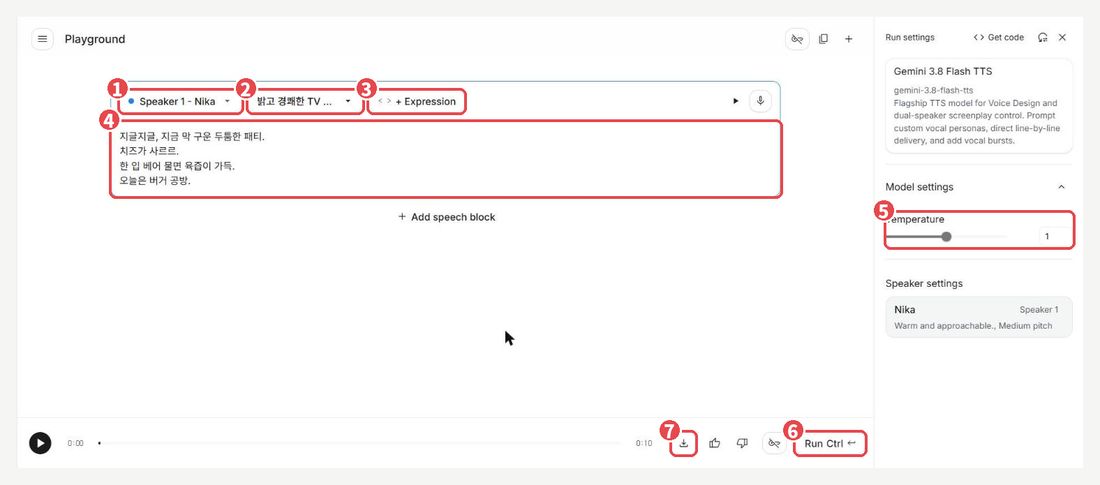 Playground
1
Speaker 1 - Nika
2
밝고 경쾌한 TV ...
3
< > + Expression
4
지글지글, 지금 막 구운 두툼한 패티.
치즈가 사르르.
한 입 베어 물면 육즙이 가득.
오늘은 버거 공방.
+ Add speech block
0:00
0:10
7
6
Run Ctrl ↵
Run settings
<> Get code
Gemini 3.8 Flash TTS
gemini-3.8-flash-tts
Flagship TTS model for Voice Design and
dual-speaker screenplay control. Prompt
custom vocal personas, direct line-by-line
delivery, and add vocal bursts.
Model settings
5
Temperature
1
Speaker settings
Nika
Speaker 1
Warm and approachable., Medium pitch